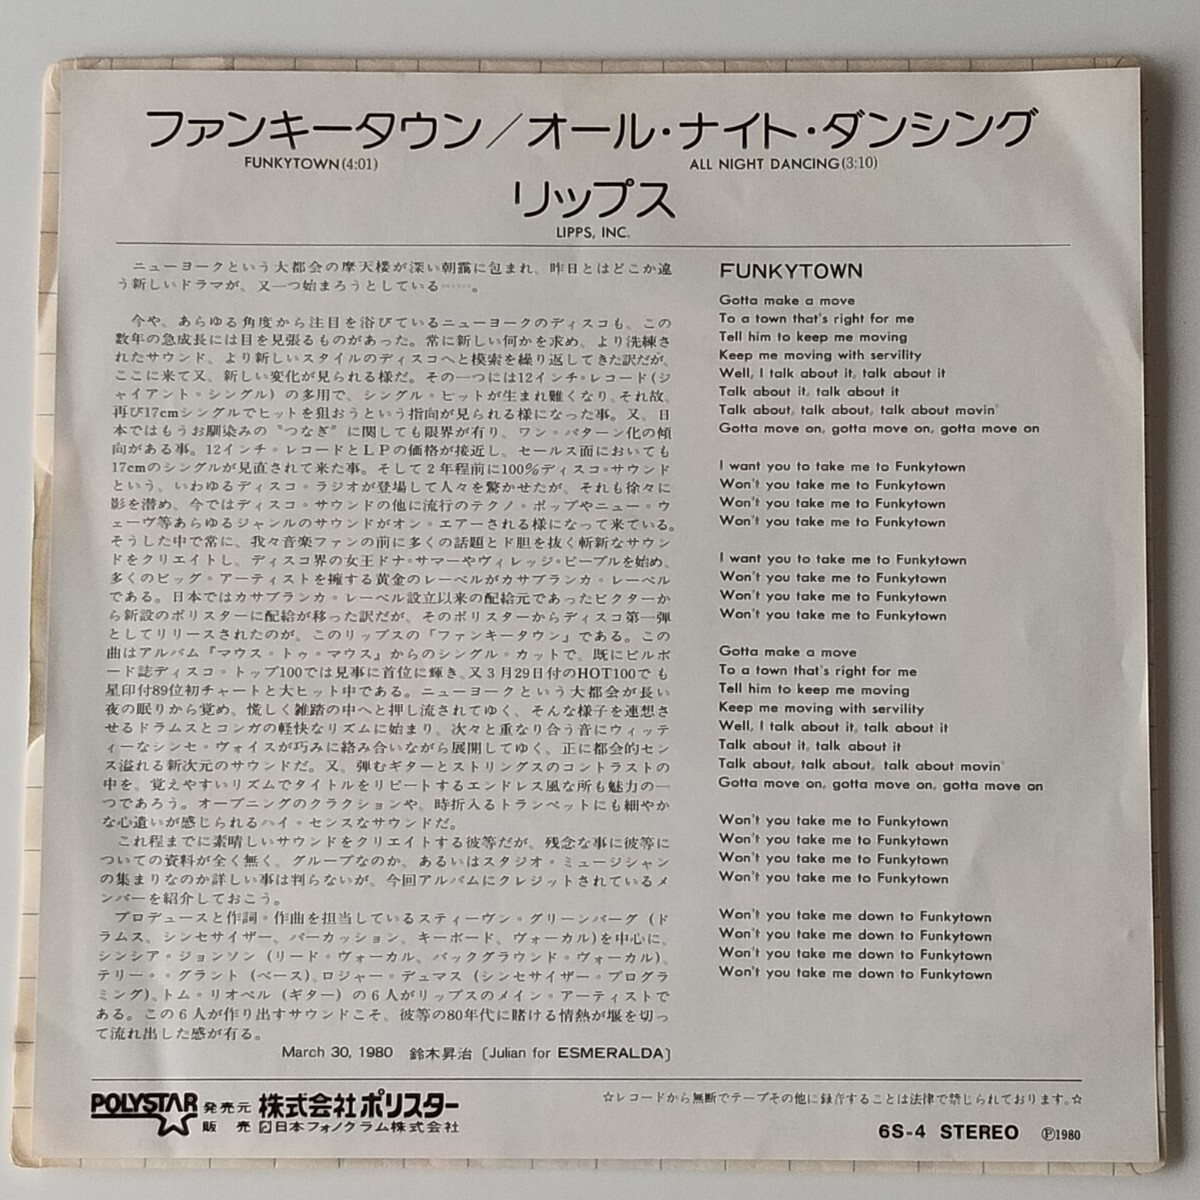 ファンキータウン／オール・ナイト・ダンシング
FUNKYTOWN(4:01)
ALL NIGHT DANCING(3:10)
リップス
LIPPS, INC.
ニューヨークという大都会の摩天楼が深い朝靄に包まれ、昨日とはどこか違
う新しいドラマが、又一つ始まろうとしている……。
今や、あらゆる角度から注目を浴びているニューヨークのディスコも、この
数年の急成長には目を見張るものがあった。常に新しい何かを求め、より洗練さ
れたサウンド、より新しいスタイルのディスコへと模索を繰り返してきた訳だが、
ここに来て又、新しい変化が見られる様だ。その一つには12インチ・レコード(ジ
ャイアント・シングル）の多用で、シングル・ヒットが生まれ難くなり、それ故、
再び17cmシングルでヒットを狙おうという指向が見られる様になった事。又、日
本ではもうお馴染みの“つなぎ”に関しても限界が有り、ワン・パターン化の傾
向がある事。12インチ・レコードとLPの価格が接近し、セールス面においても
17cmのシングルが見直されて来た事。そして2年程前に100%ディスコ・サウンド
という、いわゆるディスコ・ラジオが登場して人々を驚かせたが、それも徐々に
影を潜め、今ではディスコ・サウンドの他に流行のテクノ・ポップやニュー・ウ
ェーヴ等あらゆるジャンルのサウンドがオン・エアーされる様になって来ている。
そうした中で常に、我々音楽ファンの前に多くの話題とド胆を抜く斬新なサウン
ドをクリエイトし、ディスコ界の女王ドナ・サマーやヴィレッジ・ピープルを始め、
多くのビッグ・アーティストを擁する黄金のレーベルがカサブランカ・レーベル
である。日本ではカサブランカ・レーベル設立以来の配給元であったビクターか
ら新設のポリスターに配給が移った訳だが、そのポリスターからディスコ第一弾
としてリリースされたのが、このリップスの「ファンキータウン」である。この
曲はアルバム『マウス・トゥ・マウス』からのシングル・カットで、既にビルボ
ード誌ディスコ・トップ100では見事に首位に輝き、又3月29日付のHOT100でも
星印付89位初チャートと大ヒット中である。ニューヨークという大都会が長い
夜の眠りから覚め、慌しく雑踏の中へと押し流されてゆく、そんな様子を連想さ
せるドラムスとコンガの軽快なリズムに始まり、次々と重なり合う音にウィッテ
ィーなシンセ・ヴォイスが巧みに絡み合いながら展開してゆく、正に都会的セン
ス溢れる新次元のサウンドだ。又、弾むギターとストリングスのコントラストの
中を、覚えやすいリズムでタイトルをリピートするエンドレス風な所も魅力の一
つであろう。オープニングのクラクションや、時折入るトランペットにも細やか
な心遣いが感じられるハイ・センスなサウンドだ。
これ程までに素晴しいサウンドをクリエイトする彼等だが、残念な事に彼等に
ついての資料が全く無く、グループなのか、あるいはスタジオ・ミュージシャン
の集まりなのか詳しい事は判らないが、今回アルバムにクレジットされているメ
ンバーを紹介しておこう。
プロデュースと作詞・作曲を担当しているスティーヴン・グリーンバーグ（ド
ラムス、シンセサイザー、パーカッション、キーボード、ヴォーカル)を中心に、
シンシア・ジョンソン（リード・ヴォーカル、バックグラウンド・ヴォーカル)、
テリー・・グラント（ベース)、ロジャー・デュマス（シンセサイザー・プログラ
ミング)、トム・リオペル（ギター）の6人がリップスのメイン・アーティストで
ある。この6人が作り出すサウンドこそ、彼等の80年代に賭ける情熱が堰を切っ
て流れ出した感が有る。
March 30, 1980　鈴木昇治〔Julian for ESMERALDA〕
FUNKYTOWN
Gotta make a move
To a town that's right for me
Tell him to keep me moving
Keep me moving with servility
Well, I talk about it, talk about it
Talk about it, talk about it
Talk about, talk about, talk about movin'
Gotta move on, gotta move on, gotta move on
I want you to take me to Funkytown
Won't you take me to Funkytown
Won't you take me to Funkytown
Won't you take me to Funkytown
I want you to take me to Funkytown
Won't you take me to Funkytown
Won't you take me to Funkytown
Won't you take me to Funkytown
Gotta make a move
To a town that's right for me
Tell him to keep me moving
Keep me moving with servility
Well, I talk about it, talk about it
Talk about it, talk about it
Talk about, talk about, talk about movin'
Gotta move on, gotta move on, gotta move on
Won't you take me to Funkytown
Won't you take me to Funkytown
Won't you take me to Funkytown
Won't you take me to Funkytown
Won't you take me down to Funkytown
Won't you take me down to Funkytown
Won't you take me down to Funkytown
Won't you take me down to Funkytown
POLYSTAR 発売元 株式会社ポリスター
販　売 日本フォノグラム株式会社
☆レコードから無断でテープその他に録音することは法律で禁じられております。☆
6S-4 STEREO Ⓟ1980